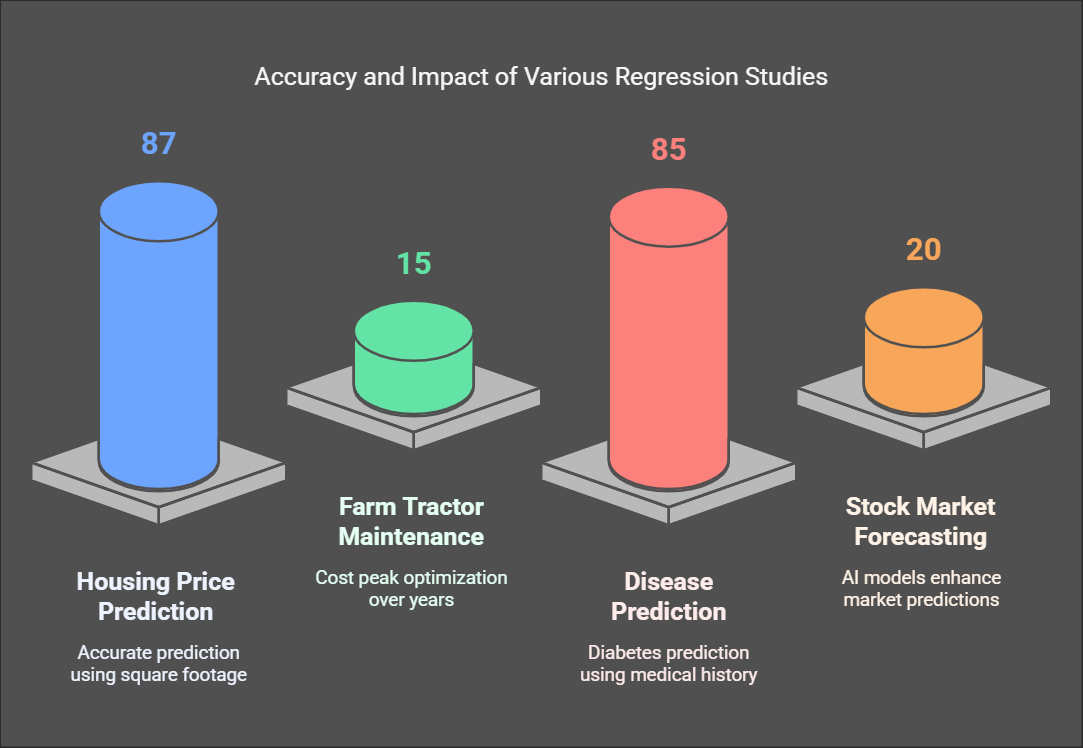 Accuracy and Impact of Various Regression Studies
87
15
85
20
Housing Price
Prediction
Accurate prediction
using square footage
Farm Tractor
Maintenance
Cost peak optimization
over years
Disease
Prediction
Diabetes prediction
using medical history
Stock Market
Forecasting
AI models enhance
market predictions